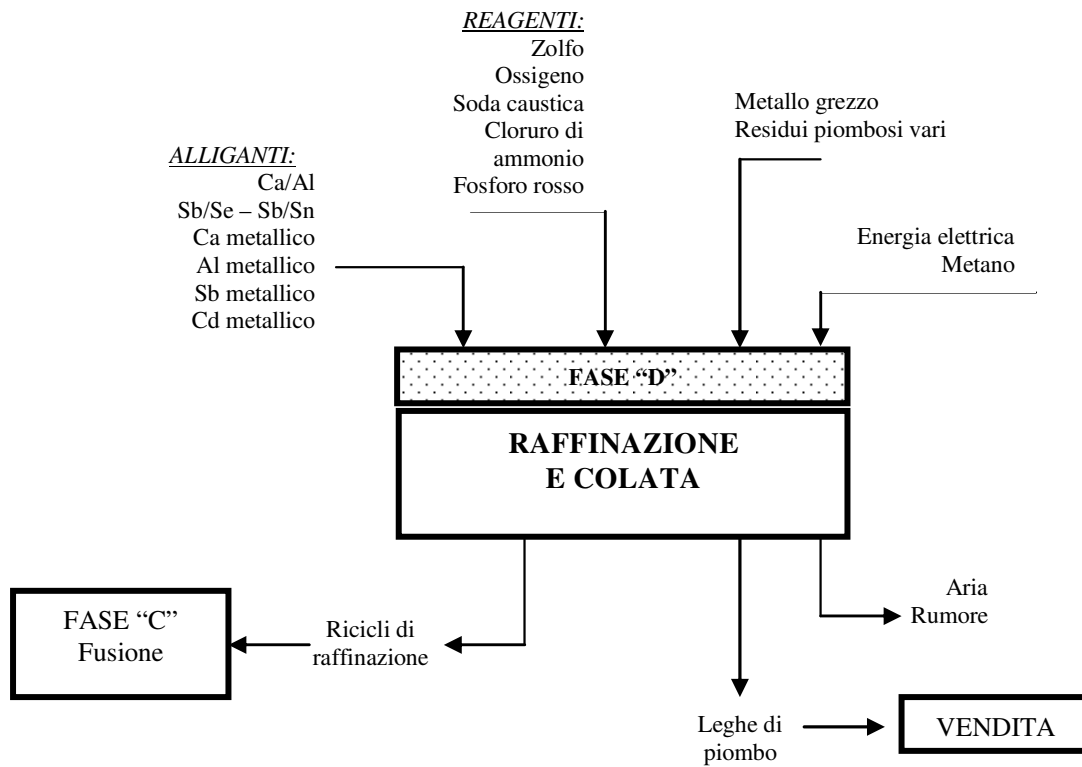 REAGENTI:
Zolfo
Ossigeno
Soda caustica
Cloruro di
ammonio
Fosforo rosso
Metallo grezzo
Residui piombosi vari
ALLIGANTI:
Ca/Al
Sb/Se – Sb/Sn
Ca metallico
Al metallico
Sb metallico
Cd metallico
Energia elettrica
Metano
FASE “D”
RAFFINAZIONE
E COLATA
FASE “C”
Fusione
Ricicli di
raffinazione
Aria
Rumore
Leghe di
piombo
VENDITA